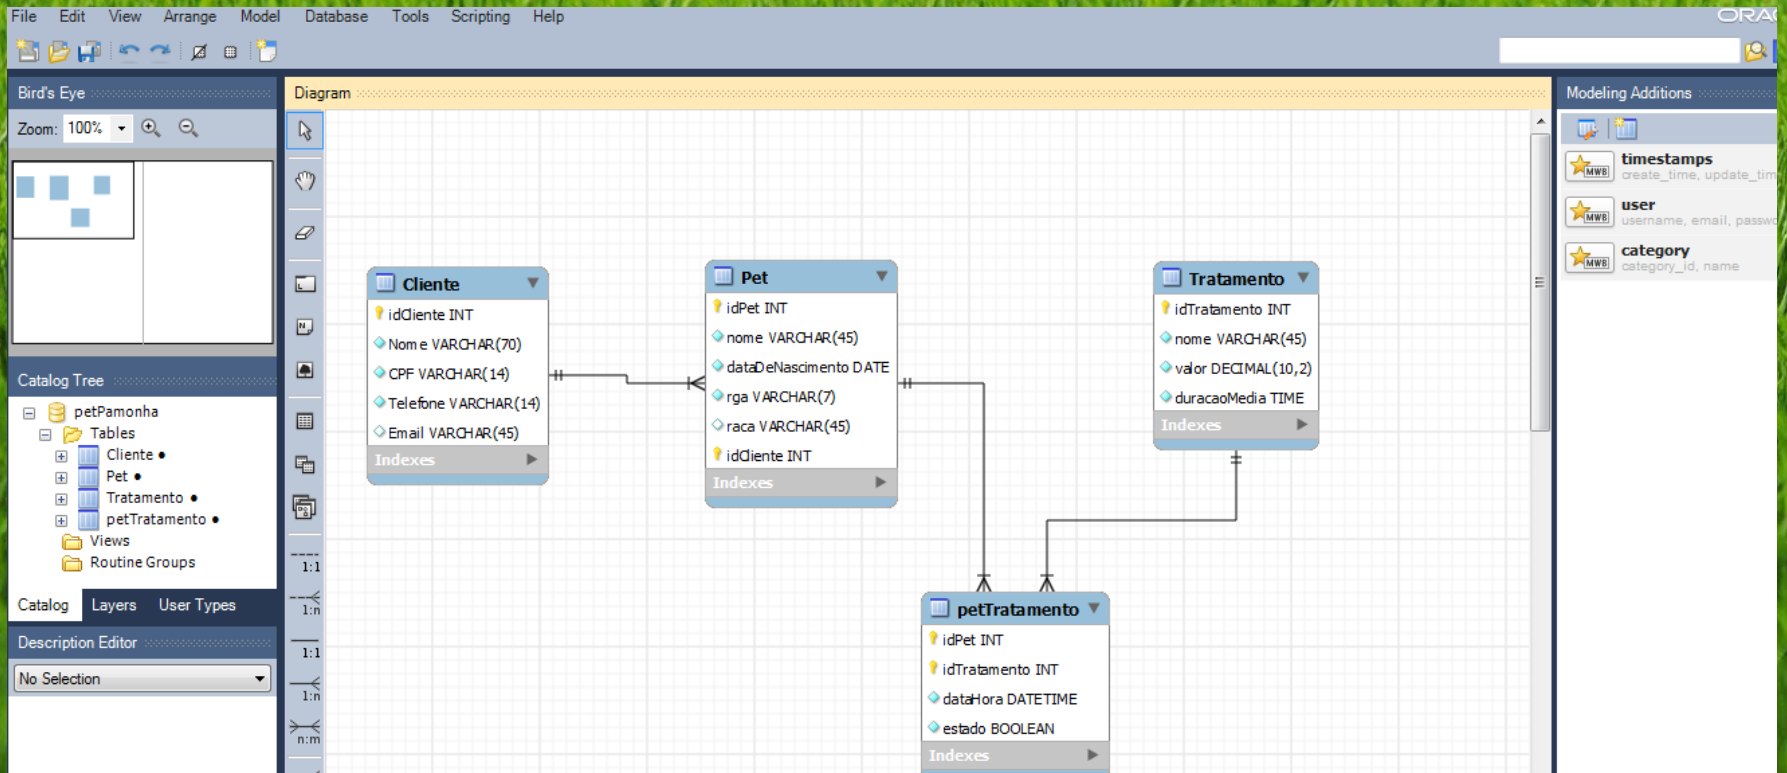 File Edit View Arrange Model Database Tools Scripting Help
Bird's Eye
Zoom: 100%
Catalog Tree
petPamonha
Tables
Cliente
Pet
Tratamento
petTratamento
Views
Routine Groups
Catalog Layers User Types
Description Editor
No Selection
Diagram
1:1
1:n
1:1
1:n
n:m
Cliente
idCliente INT
Nome VARCHAR(70)
CPF VARCHAR(14)
Telefone VARCHAR(14)
Email VARCHAR(45)
Indexes
Pet
idPet INT
nome VARCHAR(45)
dataDeNascimento DATE
rga VARCHAR(7)
raca VARCHAR(45)
idCliente INT
Indexes
Tratamento
idTratamento INT
nome VARCHAR(45)
valor DECIMAL(10,2)
duracaoMedia TIME
Indexes
petTratamento
idPet INT
idTratamento INT
dataHora DATETIME
estado BOOLEAN
Indexes
Modeling Additions
MWB
timestamps
create_time, update_tim
MWB
user
username, email, passwo
MWB
category
category_id, name